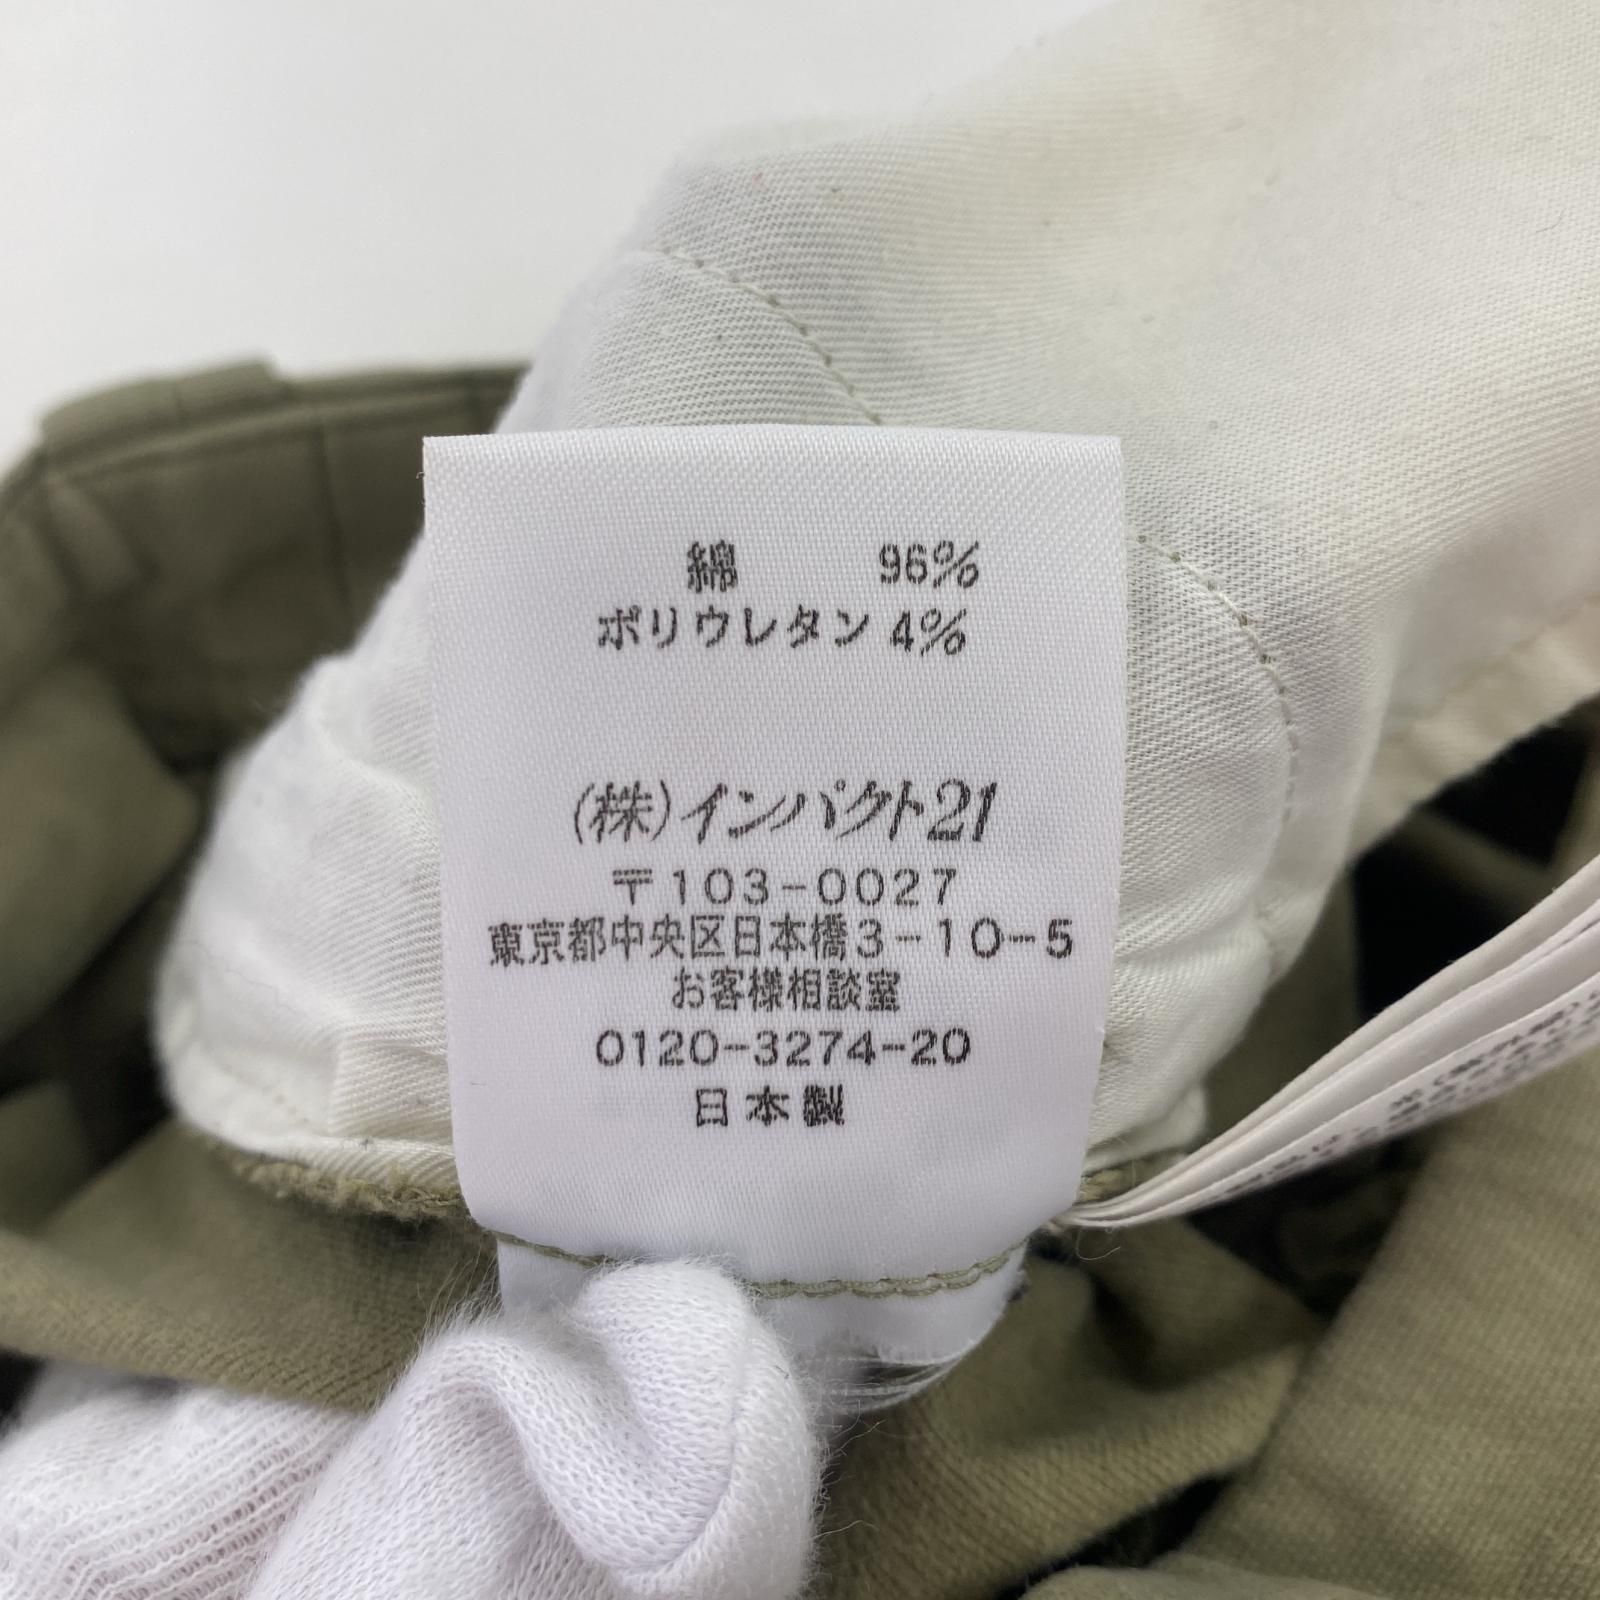 綿 96%
ポリウレタン 4%
(株)インパクト21
〒103-0027
東京都中央区日本橋3-10-5
お客様相談室
0120-3274-20
日本製